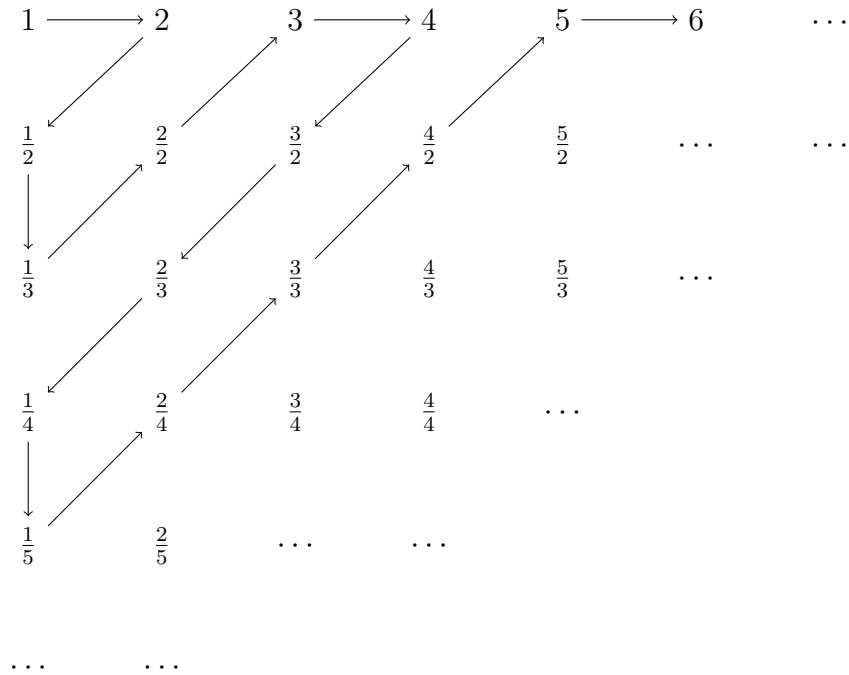 1 2 3 4 5 6 ⋯
1/2 2/2 3/2 4/2 5/2 ⋯ ⋯
1/3 2/3 3/3 4/3 5/3 ⋯
1/4 2/4 3/4 4/4 ⋯
1/5 2/5 ⋯ ⋯
⋯ ⋯